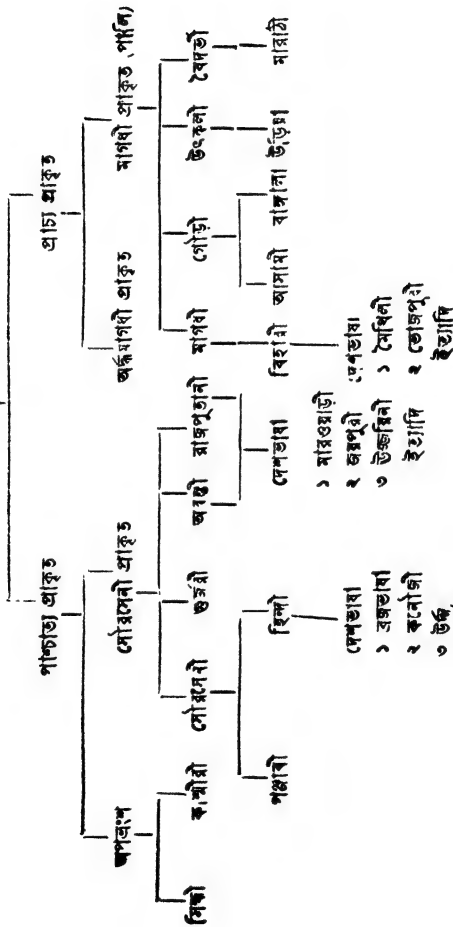 পাশ্চাত্য প্রাকৃত
প্রাচ্য প্রাকৃত
অপভ্রংশ
সৌরসেনী প্রাকৃত
অর্দ্ধমাগধী প্রাকৃত
মাগধী প্রাকৃত (পালি)
সিন্ধী
কাশ্মীরী
সৌরসেনী
গুর্জরী
অবন্তী
রাজপুতানী
মাগধী
গৌড়ী
উৎকলী
বৈদর্ভী
পঞ্জাবী
হিন্দী
দেশভাষা
বিহারী
আসামী
বাঙ্গালা
উড়িয়া
মারাঠী
দেশভাষা
১ ব্রজভাষা
২ কনোজী
৩ উর্দ্দু
১ মারওয়াড়ী
২ জয়পুরী
৩ উজ্জয়িনী
ইত্যাদি
দেশভাষা
১ মৈথিলী
২ ভোজপুরী
ইত্যাদি